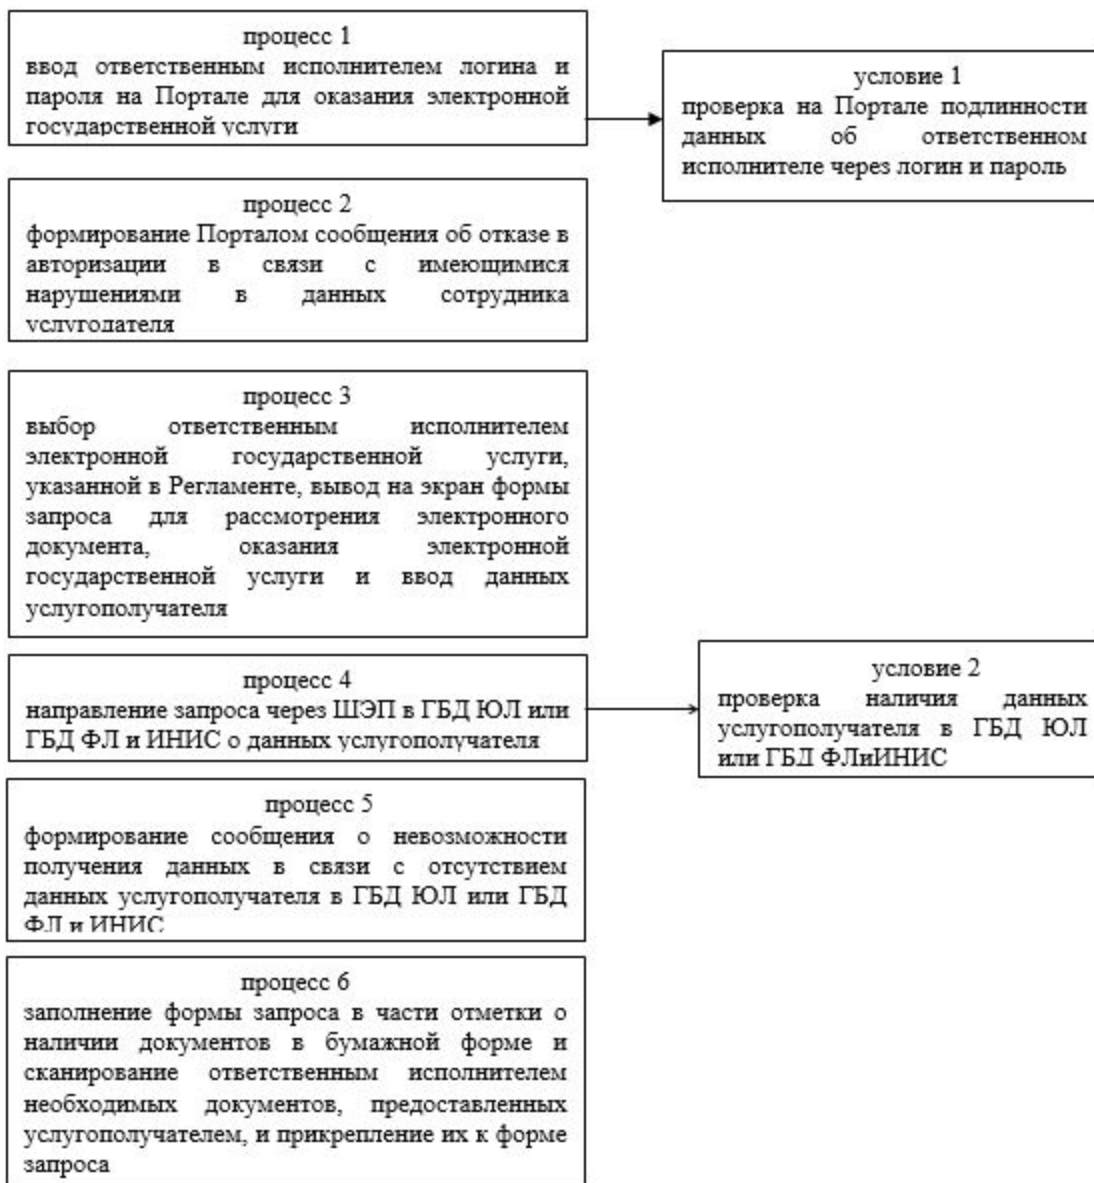 процесс 1
ввод ответственным исполнителем логина и
пароля на Портале для оказания электронной
государственной услуги
условие 1
проверка на Портале подлинности
данных об ответственном
исполнителе через логин и пароль
процесс 2
формирование Порталом сообщения об отказе в
авторизации в связи с имеющимися
нарушениями в данных сотрудника
услугодателя
процесс 3
выбор ответственным исполнителем
электронной государственной услуги,
указанной в Регламенте, вывод на экран формы
запроса для рассмотрения электронного
документа, оказания электронной
государственной услуги и ввод данных
услугополучателя
процесс 4
направление запроса через ШЭП в ГБД ЮЛ или
ГБД ФЛ и ИНИС о данных услугополучателя
условие 2
проверка наличия данных
услугополучателя в ГБД ЮЛ
или ГБД ФЛиИНИС
процесс 5
формирование сообщения о невозможности
получения данных в связи с отсутствием
данных услугополучателя в ГБД ЮЛ или ГБД
ФЛ и ИНИС
процесс 6
заполнение формы запроса в части отметки о
наличии документов в бумажной форме и
сканирование ответственным исполнителем
необходимых документов, предоставленных
услугополучателем, и прикрепление их к форме
запроса